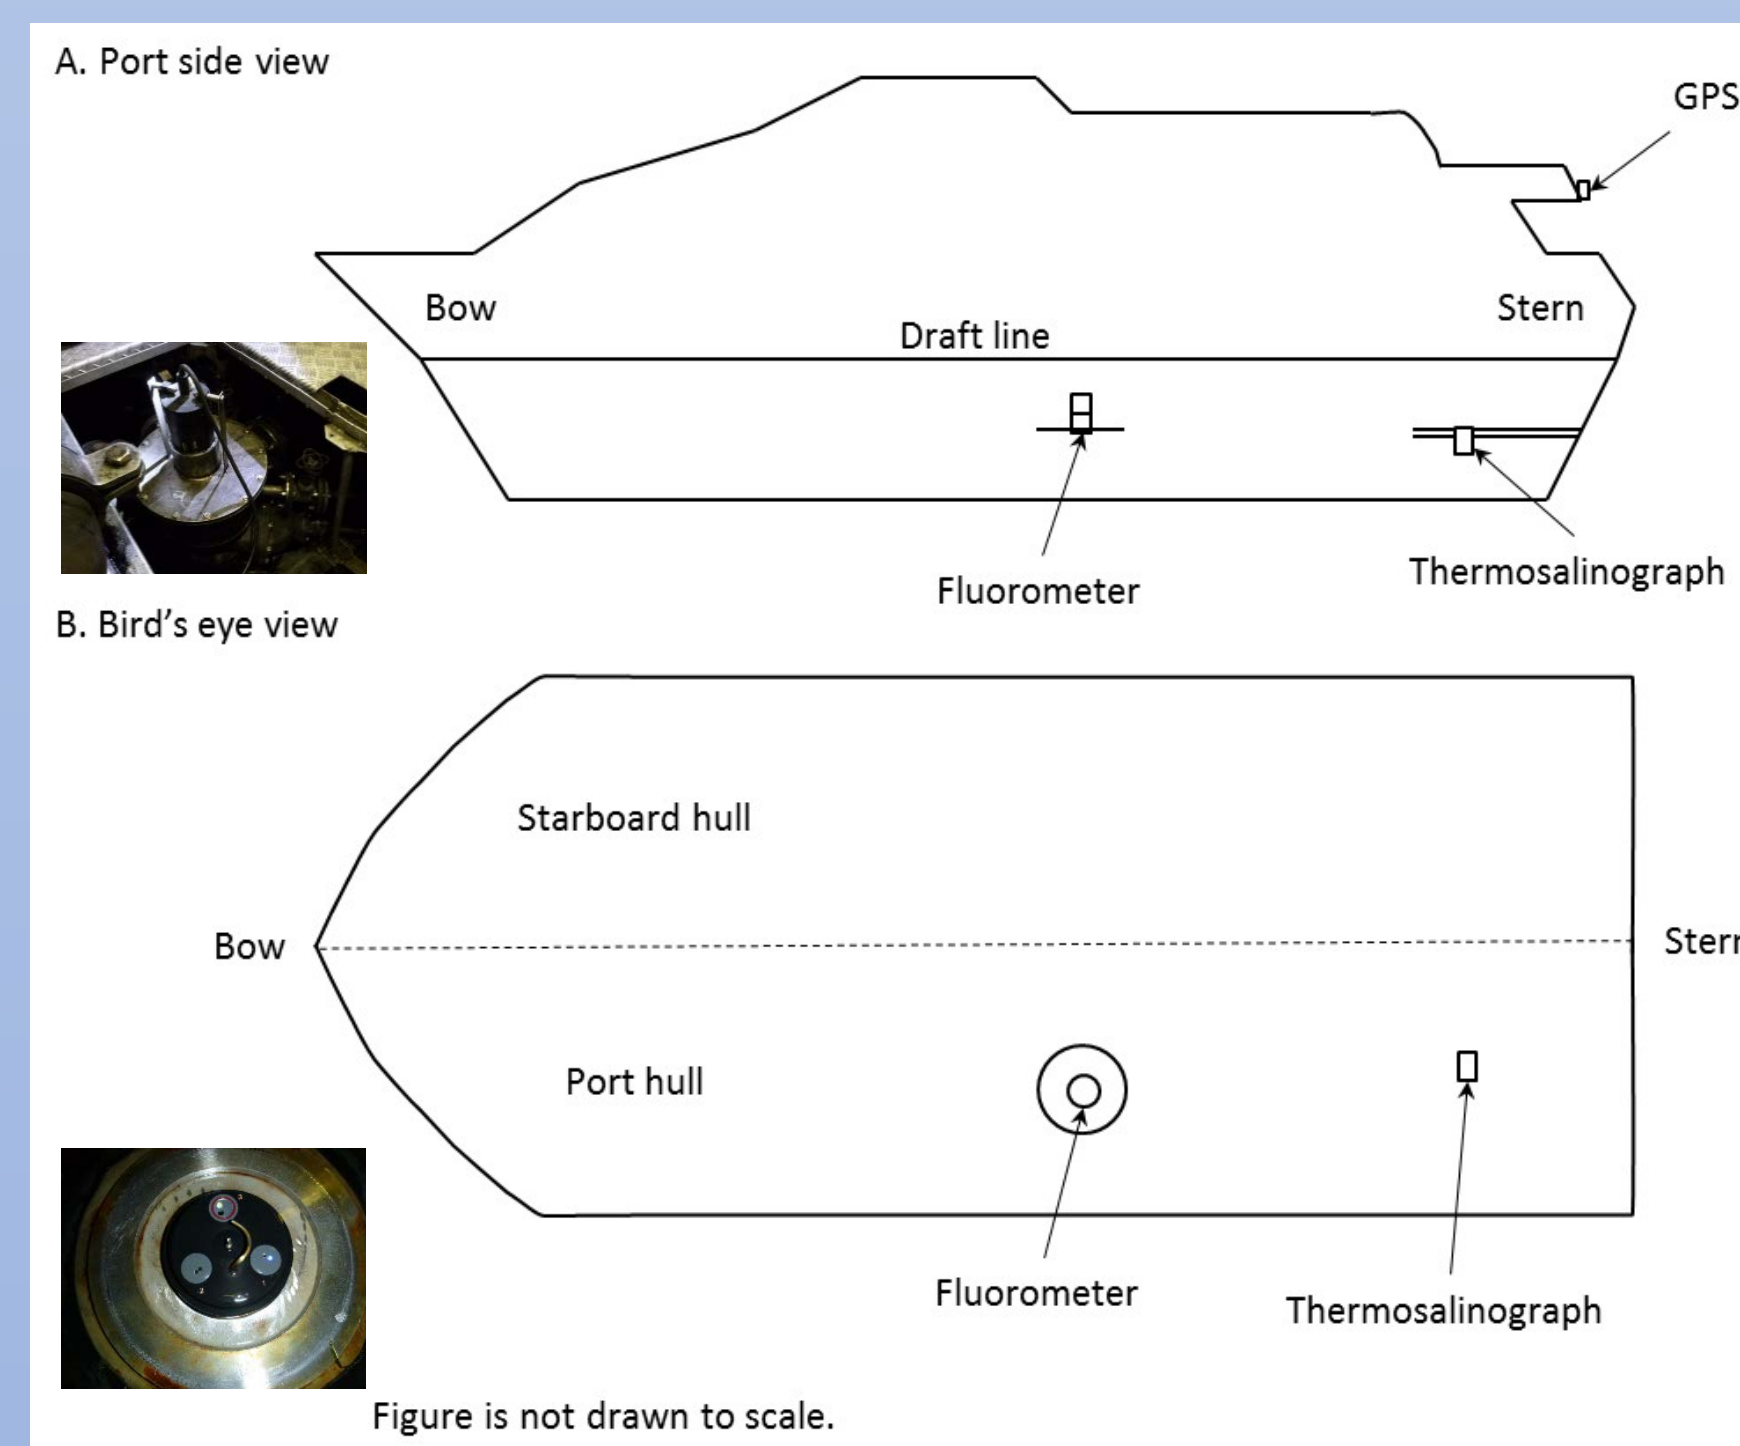 A. Port side view
GPS
Bow
Stern
Draft line
Fluorometer
Thermosalinograph
B. Bird's eye view
Starboard hull
Bow
Stern
Port hull
Fluorometer
Thermosalinograph
Figure is not drawn to scale.